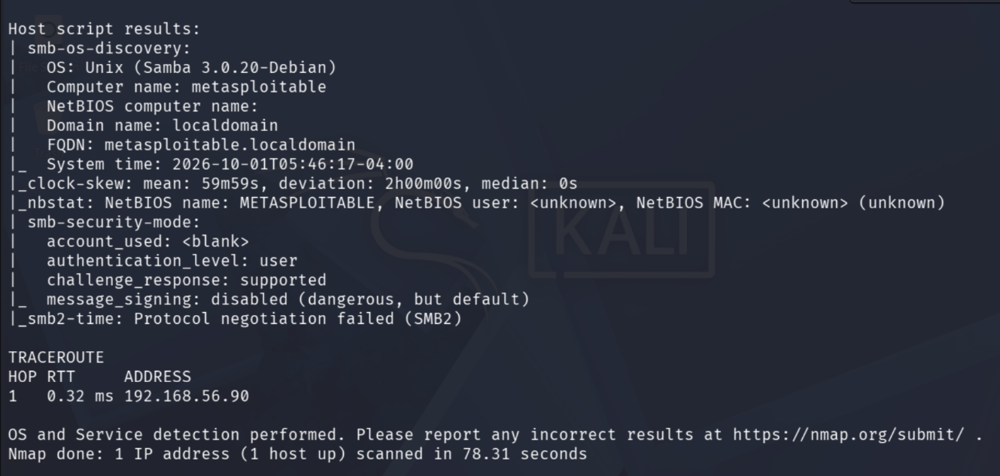 Host script results:
| smb-os-discovery:
|   OS: Unix (Samba 3.0.20-Debian)
|   Computer name: metasploitable
|   NetBIOS computer name:
|   Domain name: localdomain
|   FQDN: metasploitable.localdomain
|_  System time: 2026-10-01T05:46:17-04:00
|_clock-skew: mean: 59m59s, deviation: 2h00m00s, median: 0s
|_nbstat: NetBIOS name: METASPLOITABLE, NetBIOS user: <unknown>, NetBIOS MAC: <unknown> (unknown)
| smb-security-mode:
|   account_used: <blank>
|   authentication_level: user
|   challenge_response: supported
|_  message_signing: disabled (dangerous, but default)
|_smb2-time: Protocol negotiation failed (SMB2)
KALI
TRACEROUTE
HOP RTT     ADDRESS
1   0.32 ms 192.168.56.90
OS and Service detection performed. Please report any incorrect results at https://nmap.org/submit/ .
Nmap done: 1 IP address (1 host up) scanned in 78.31 seconds